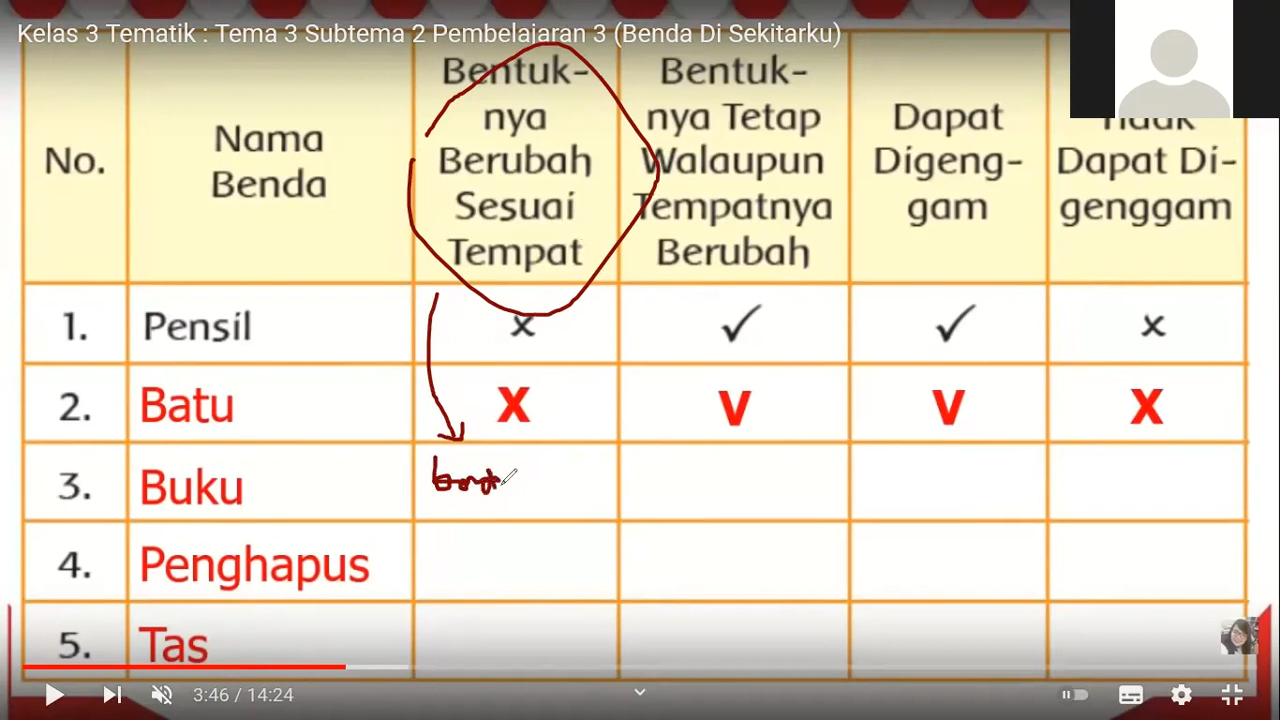 Kelas 3 Tematik : Tema 3 Subtema 2 Pembelajaran 3 (Benda Di Sekitarku)
No.
Nama
Benda
Bentuk-
nya
Berubah
Sesuai
Tempat
Bentuk-
nya Tetap
Walaupun
Tempatnya
Berubah
Dapat
Digeng-
gam
Tidak
Dapat Di-
genggam
1. Pensil x ✓ ✓ x
2. Batu X V V X
3. Buku
4. Penghapus
5. Tas
3:46 / 14:24